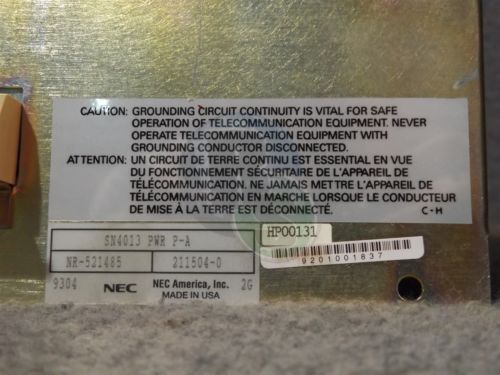 CAUTION: GROUNDING CIRCUIT CONTINUITY IS VITAL FOR SAFE
OPERATION OF TELECOMMUNICATION EQUIPMENT. NEVER
OPERATE TELECOMMUNICATION EQUIPMENT WITH
GROUNDING CONDUCTOR DISCONNECTED.
ATTENTION: UN CIRCUIT DE TERRE CONTINU EST ESSENTIAL EN VUE
DU FONCTIONNEMENT SÉCURITAIRE DE L'APPAREIL DE
TÉLÉCOMMUNICATION. NE JAMAIS METTRE L'APPAREIL DE
TÉLÉCOMMUNICATION EN MARCHE LORSQUE LE CONDUCTEUR
DE MISE À LA TERRE EST DÉCONNECTÉ. C - H
SN4013 PWR P-A
NR-521485 211504-0
9304 NEC NEC America, Inc. 2G
MADE IN USA
HP00131
9201001637